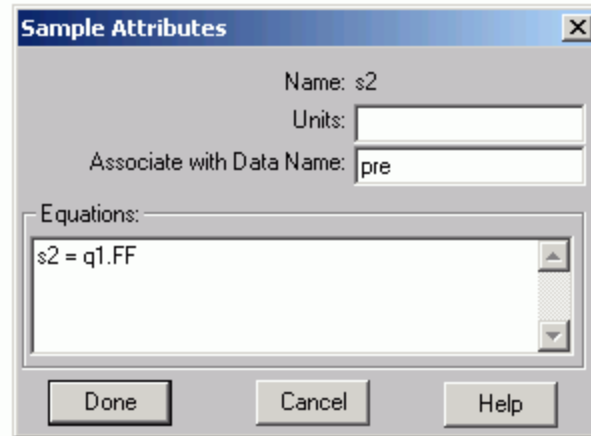 Sample Attributes
Name: s2
Units:
Associate with Data Name: pre
Equations:
s2 = q1.FF
Done Cancel Help